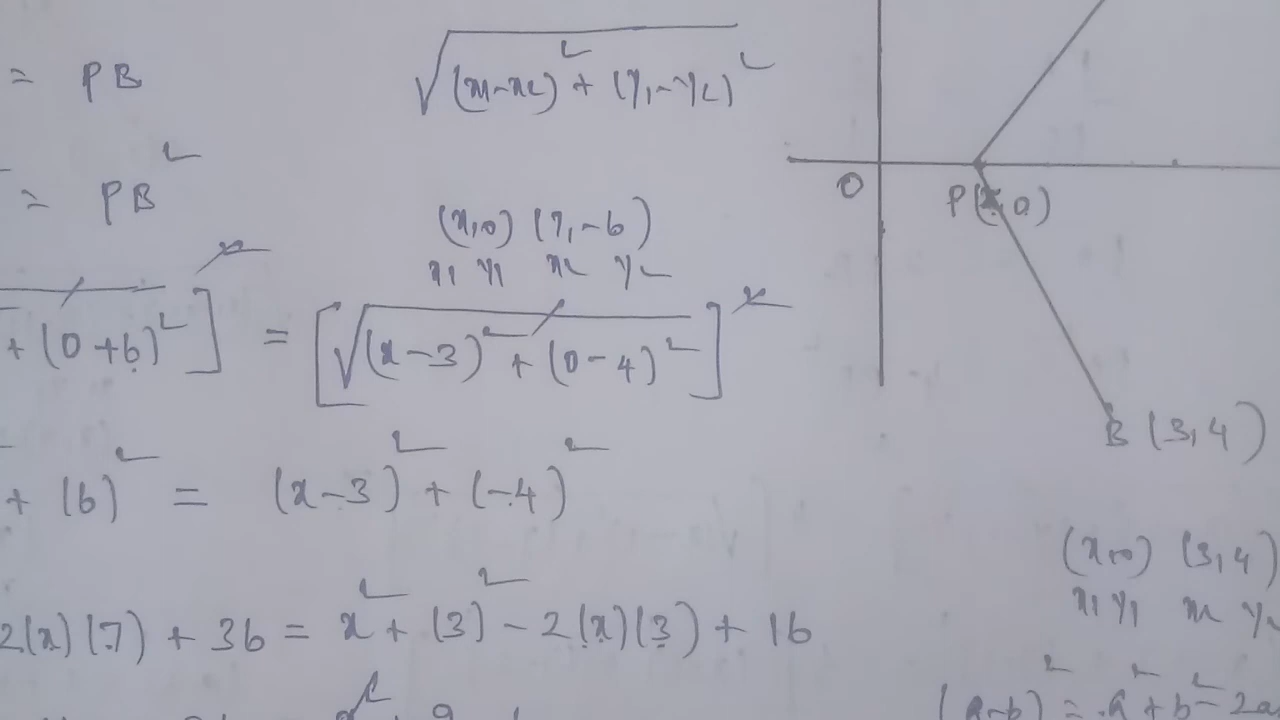 = PB
√(x1-x2)² + (y1-y2)²
O
P(x,0)
= PB²
(x,0) (7,-6)
x1 y1 x2 y2
+ (0+6)²] = [√(x-3)² + (0-4)²]²
B (3,4)
+ (6)² = (x-3)² + (-4)²
(x,0) (3,4)
x1 y1 x2 y2
2(x)(7) + 36 = x² + (3)² - 2(x)(3) + 16
(a-b)² = a² + b² - 2a